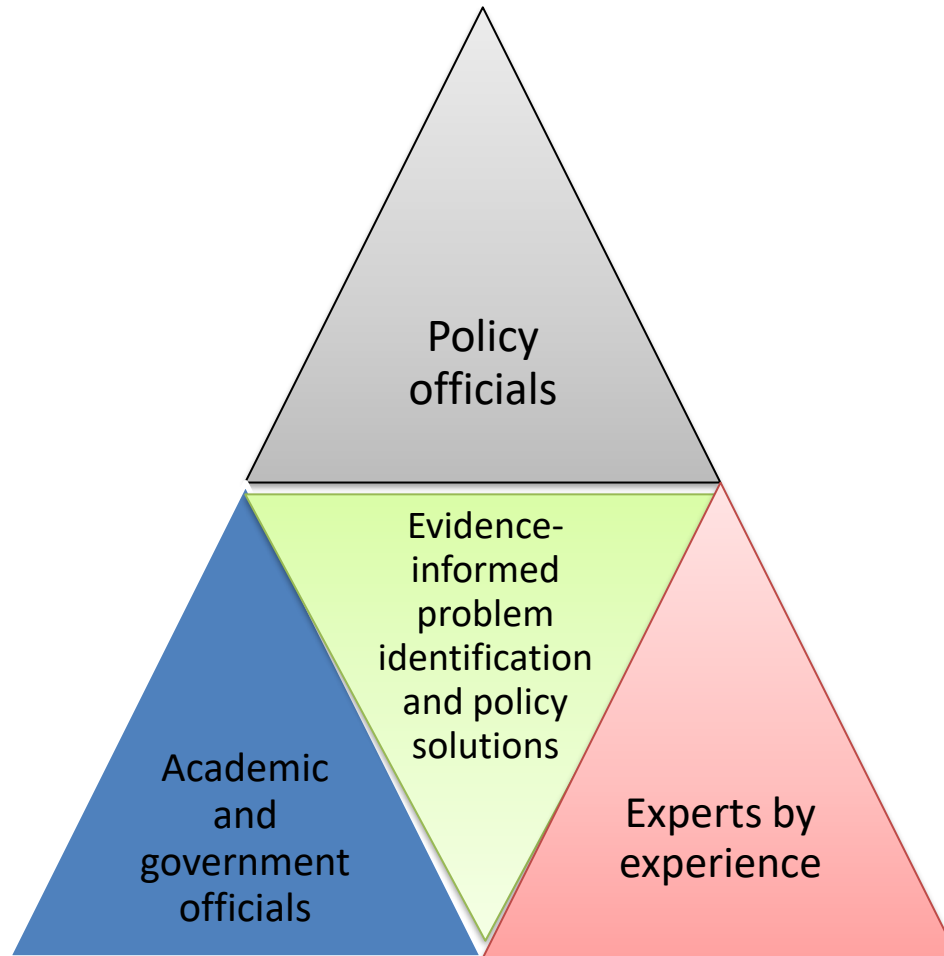 Policy
officials
Evidence-
informed
problem
identification
and policy
solutions
Academic
and
government
officials
Experts by
experience